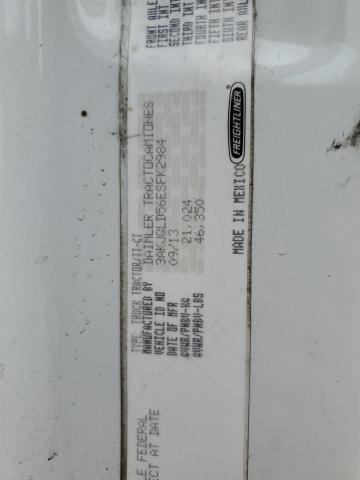 FRONT AXLE
FIRST INT
SECOND INT
THIRD INT
FOURTH INT
FIFTH INT
SIXTH INT
REAR AXLE
TYPE: TRUCK TRACTOR/TT-CT
MANUFACTURED BY DAIMLER TRACTOCAMIONES
VEHICLE ID NO 3AKJGLD56ESFK2984
DATE OF MFR 09/13
GVWR/PNBV-KG 21,024
GVWR/PNBV-LBS 46,350
MADE IN MEXICO FREIGHTLINER
LE FEDERAL
ECT AT DATE